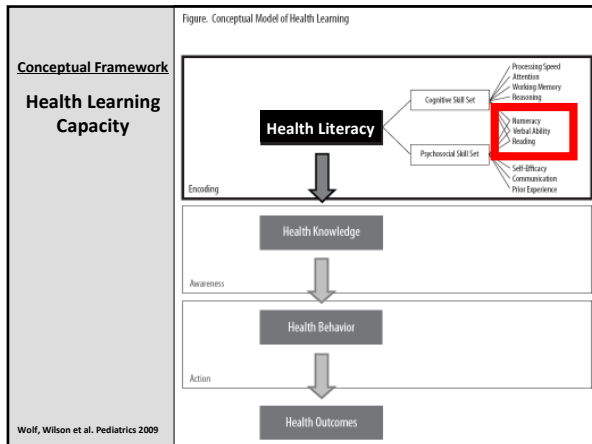 Conceptual Framework
Health Learning
Capacity
Wolf, Wilson et al. Pediatrics 2009
Figure. Conceptual Model of Health Learning
Health Literacy
Cognitive Skill Set
Psychosocial Skill Set
Processing Speed
Attention
Working Memory
Reasoning
Numeracy
Verbal Ability
Reading
Self-Efficacy
Communication
Prior Experience
Encoding
Health Knowledge
Awareness
Health Behavior
Action
Health Outcomes